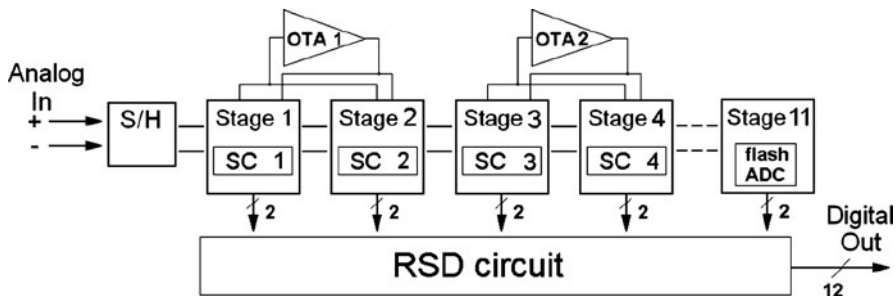 OTA 1
OTA 2
Analog
In
+
-
S/H
Stage 1
SC 1
Stage 2
SC 2
Stage 3
SC 3
Stage 4
SC 4
Stage 11
flash
ADC
2
2
2
2
2
RSD circuit
Digital
Out
12